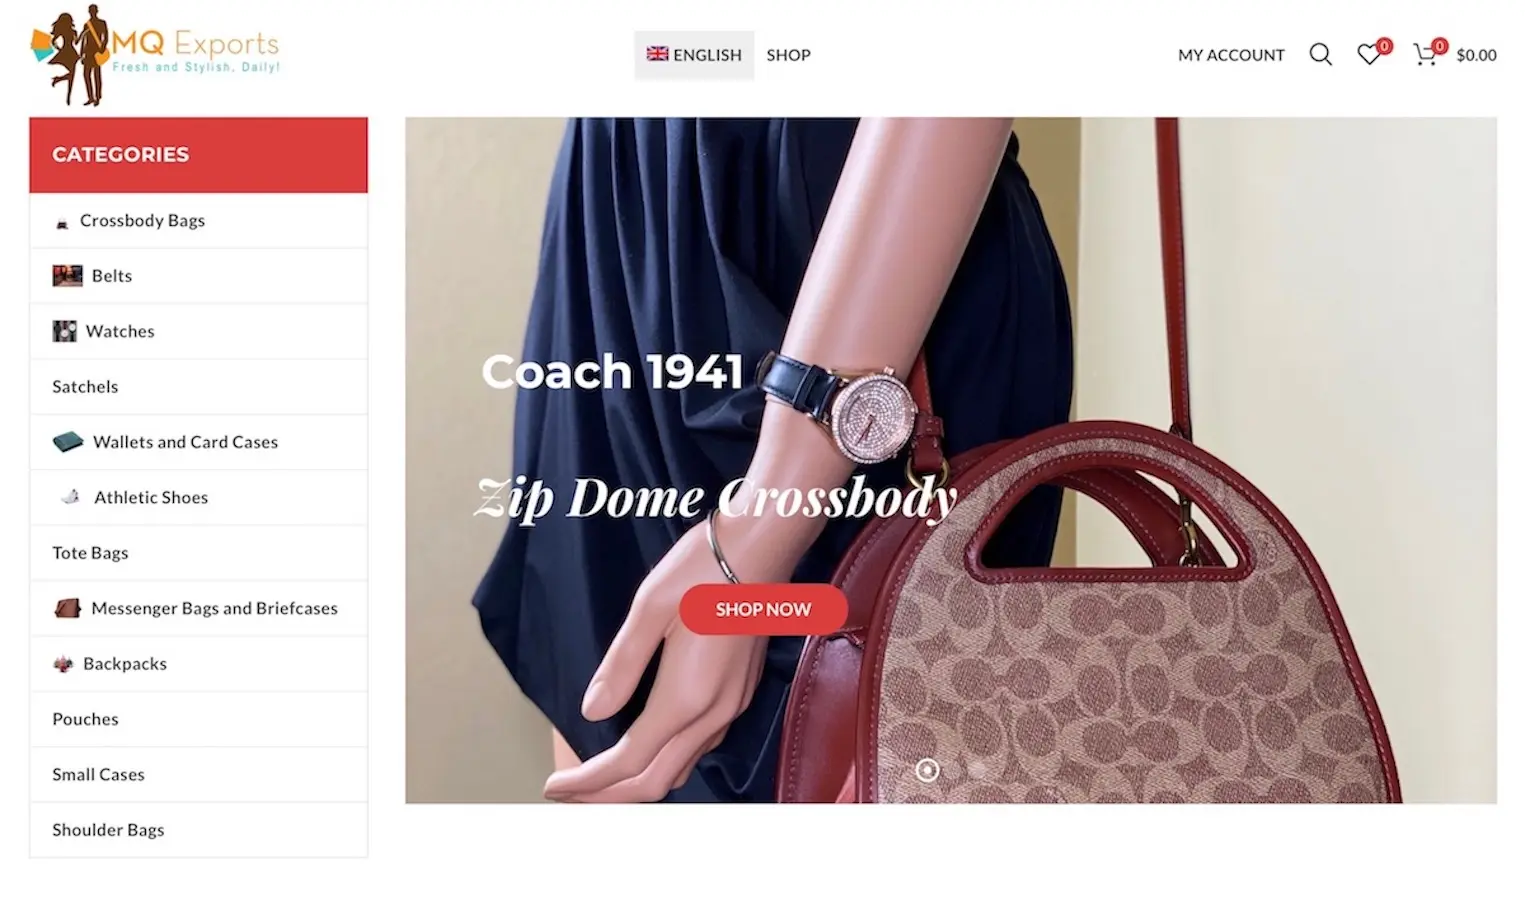 MQ Exports
Fresh and Stylish, Daily!
ENGLISH
SHOP
MY ACCOUNT
0
0
$0.00
CATEGORIES
Crossbody Bags
Belts
Watches
Satchels
Wallets and Card Cases
Athletic Shoes
Tote Bags
Messenger Bags and Briefcases
Backpacks
Pouches
Small Cases
Shoulder Bags
Coach 1941
Zip Dome Crossbody
SHOP NOW